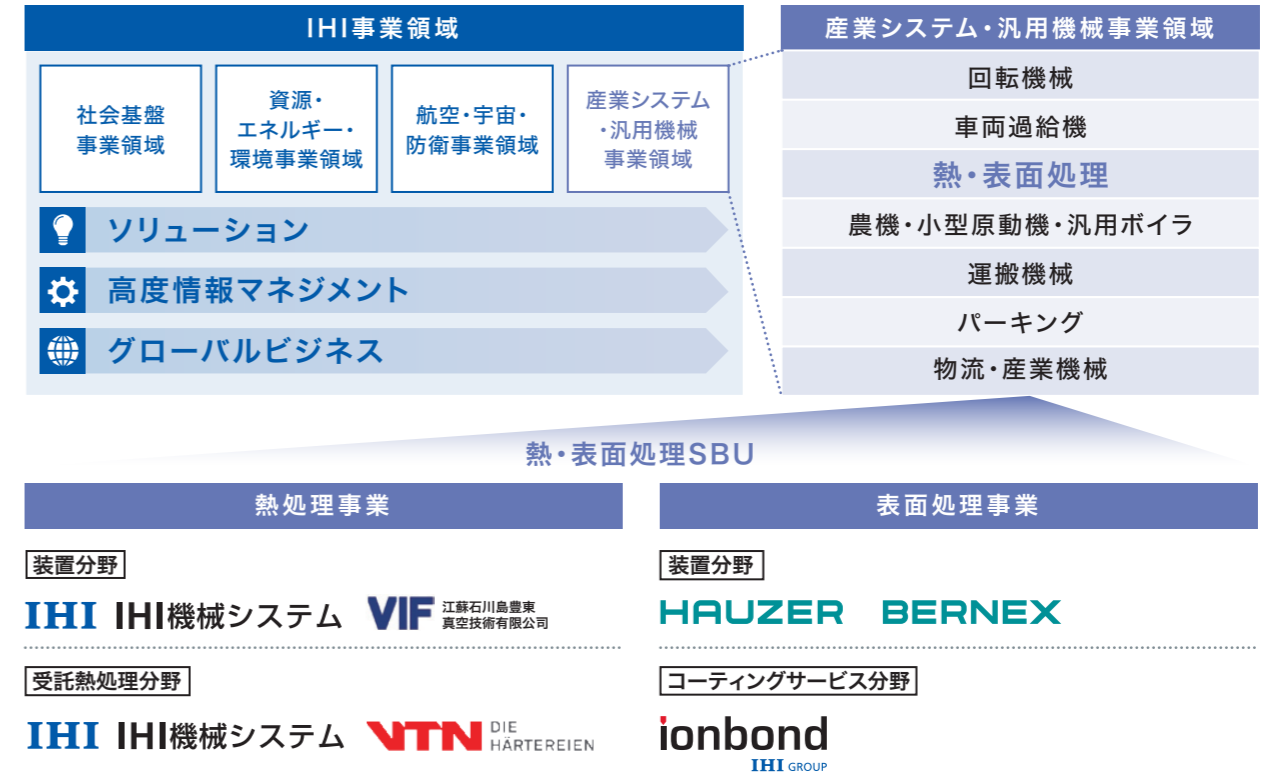 IHI事業領域
社会基盤
事業領域
資源・
エネルギー・
環境事業領域
航空・宇宙・
防衛事業領域
産業システム
・汎用機械
事業領域
ソリューション
高度情報マネジメント
グローバルビジネス
産業システム・汎用機械事業領域
回転機械
車両過給機
熱・表面処理
農機・小型原動機・汎用ボイラ
運搬機械
パーキング
物流・産業機械
熱・表面処理SBU
熱処理事業
装置分野
IHI IHI機械システム
VIF
江蘇石川島豊東
真空技術有限公司
受託熱処理分野
IHI IHI機械システム
VTN
DIE
HÄRTEREIEN
表面処理事業
装置分野
HAUZER BERNEX
コーティングサービス分野
ionbond
IHI GROUP